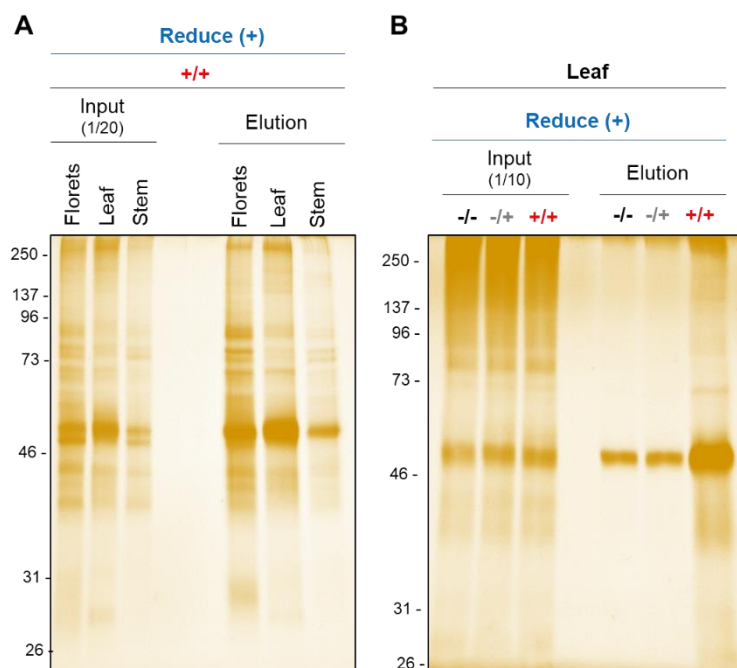 A
Reduce (+)
+/+
Input
(1/20)
Elution
Florets
Leaf
Stem
Florets
Leaf
Stem
250 -
137 -
96 -
73 -
46 -
31 -
26 -
B
Leaf
Reduce (+)
Input
(1/10)
Elution
-/- -/+ +/+ -/- -/+ +/+
250 -
137 -
96 -
73 -
46 -
31 -
26 -